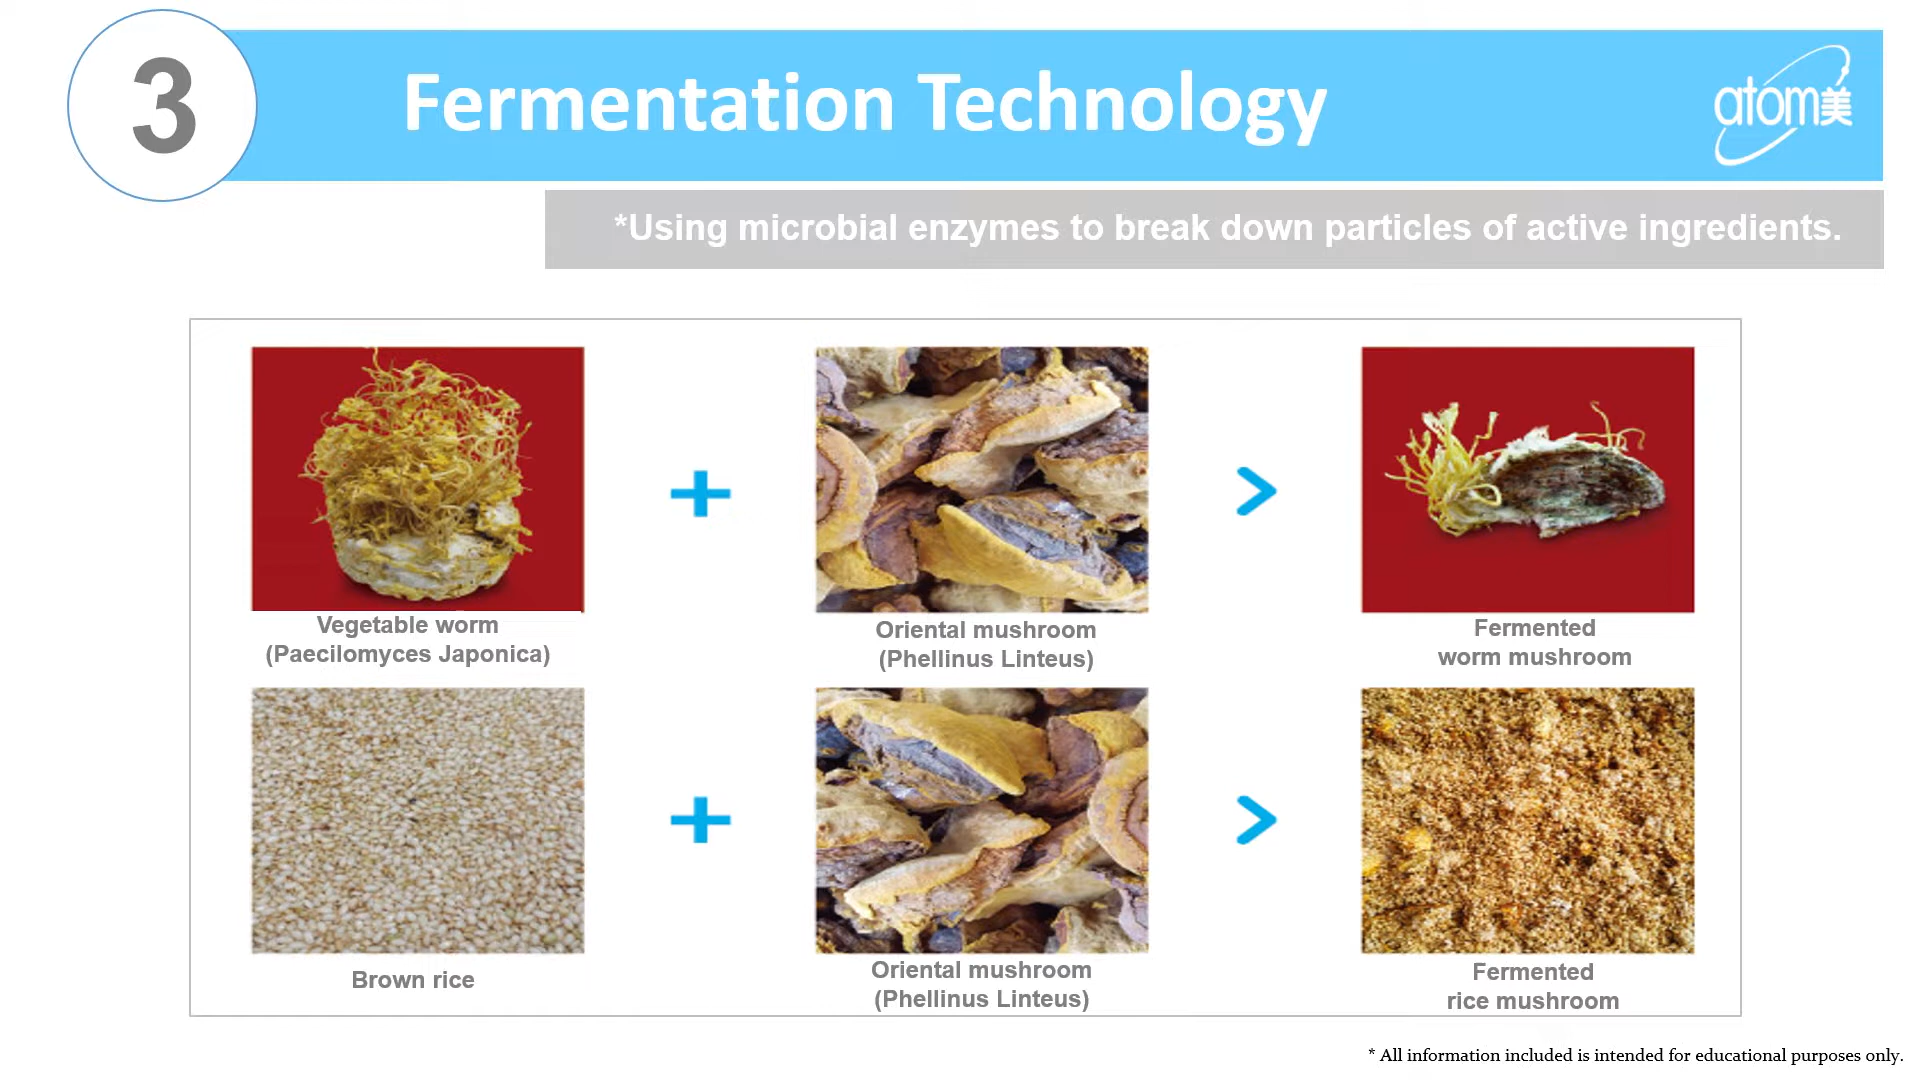 3
Fermentation Technology
atom美
*Using microbial enzymes to break down particles of active ingredients.
Vegetable worm
(Paecilomyces Japonica)
Oriental mushroom
(Phellinus Linteus)
Fermented
worm mushroom
Brown rice
Oriental mushroom
(Phellinus Linteus)
Fermented
rice mushroom
* All information included is intended for educational purposes only.